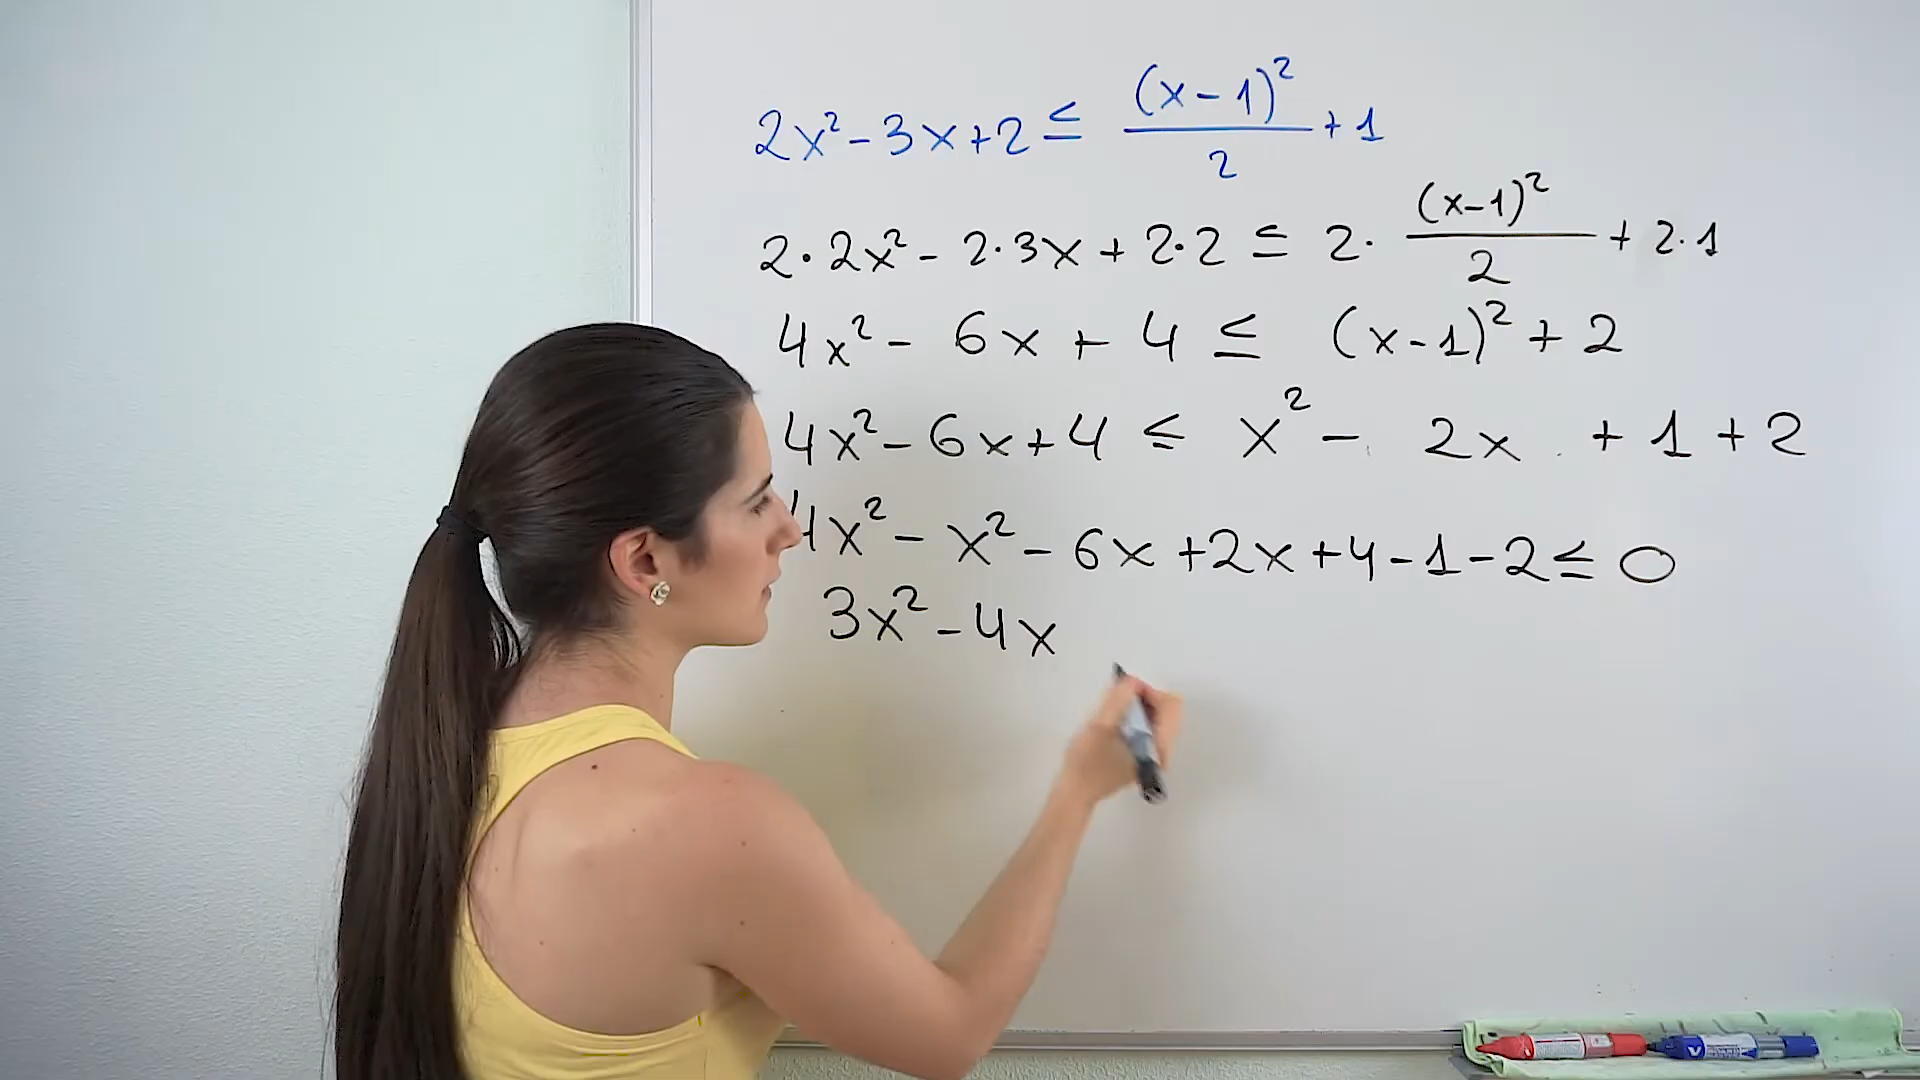 2x² - 3x + 2 ≤ (x-1)²/2 + 1
2·2x² - 2·3x + 2·2 ≤ 2·(x-1)²/2 + 2·1
4x² - 6x + 4 ≤ (x-1)² + 2
4x² - 6x + 4 ≤ x² - 2x + 1 + 2
4x² - x² - 6x + 2x + 4 - 1 - 2 ≤ 0
3x² - 4x